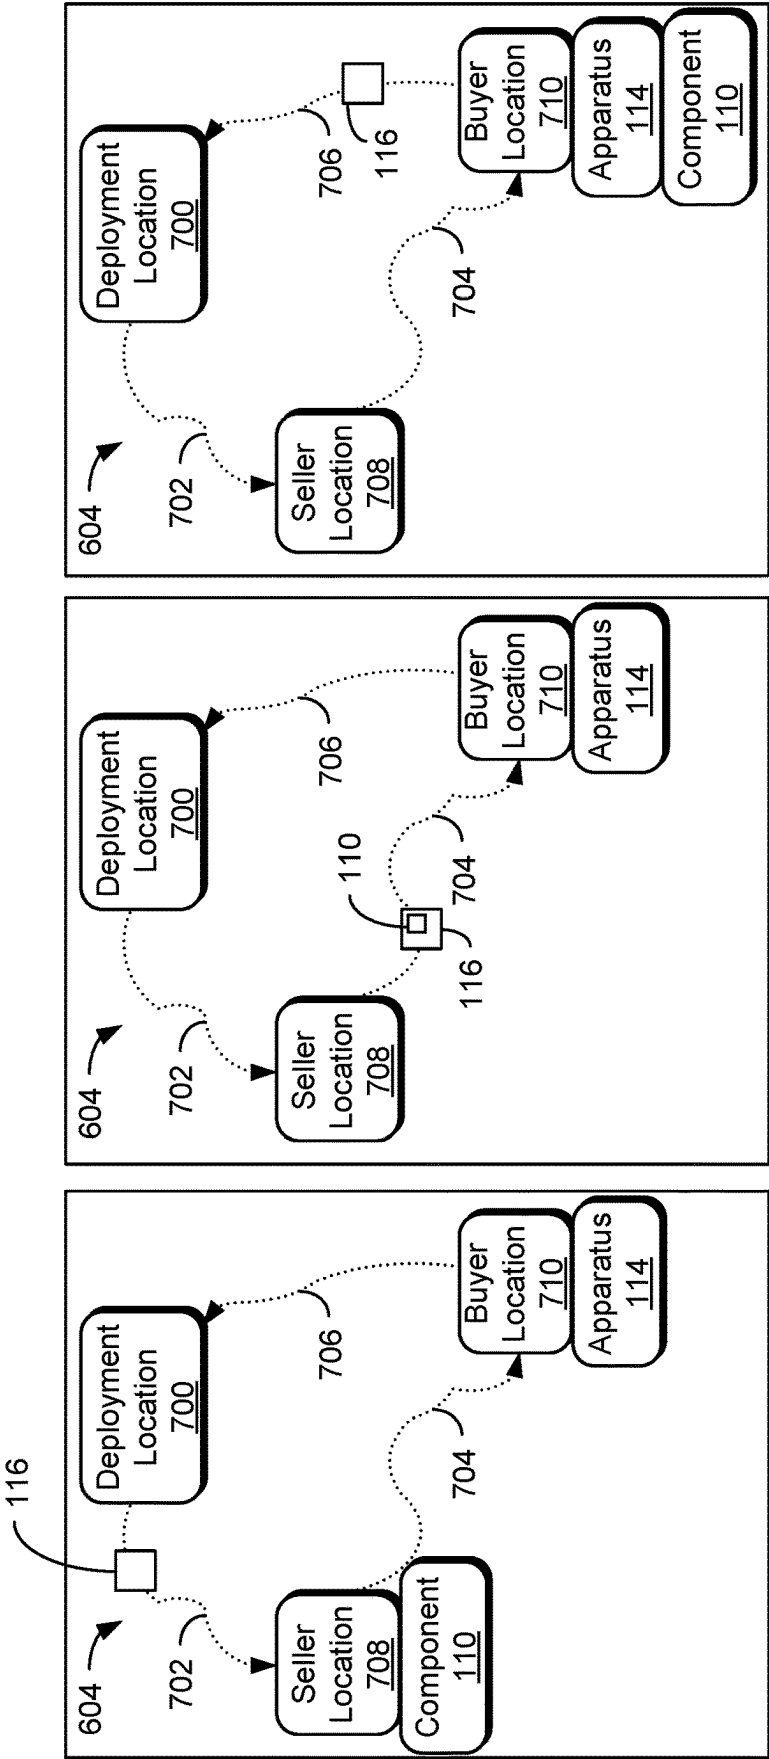 116
604
702
Deployment
Location
700
706
Seller
Location
708
Component
110
704
Buyer
Location
710
Apparatus
114
604
702
Deployment
Location
700
706
Seller
Location
708
110
116
704
Buyer
Location
710
Apparatus
114
604
702
Deployment
Location
700
706
116
Seller
Location
708
704
Buyer
Location
710
Apparatus
114
Component
110